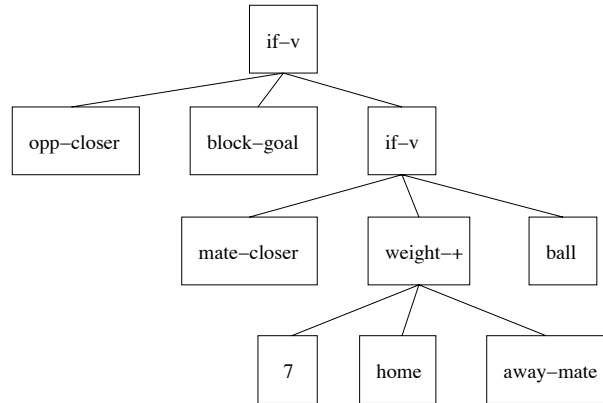 if−v
opp−closer block−goal if−v
mate−closer weight−+ ball
7 home away−mate